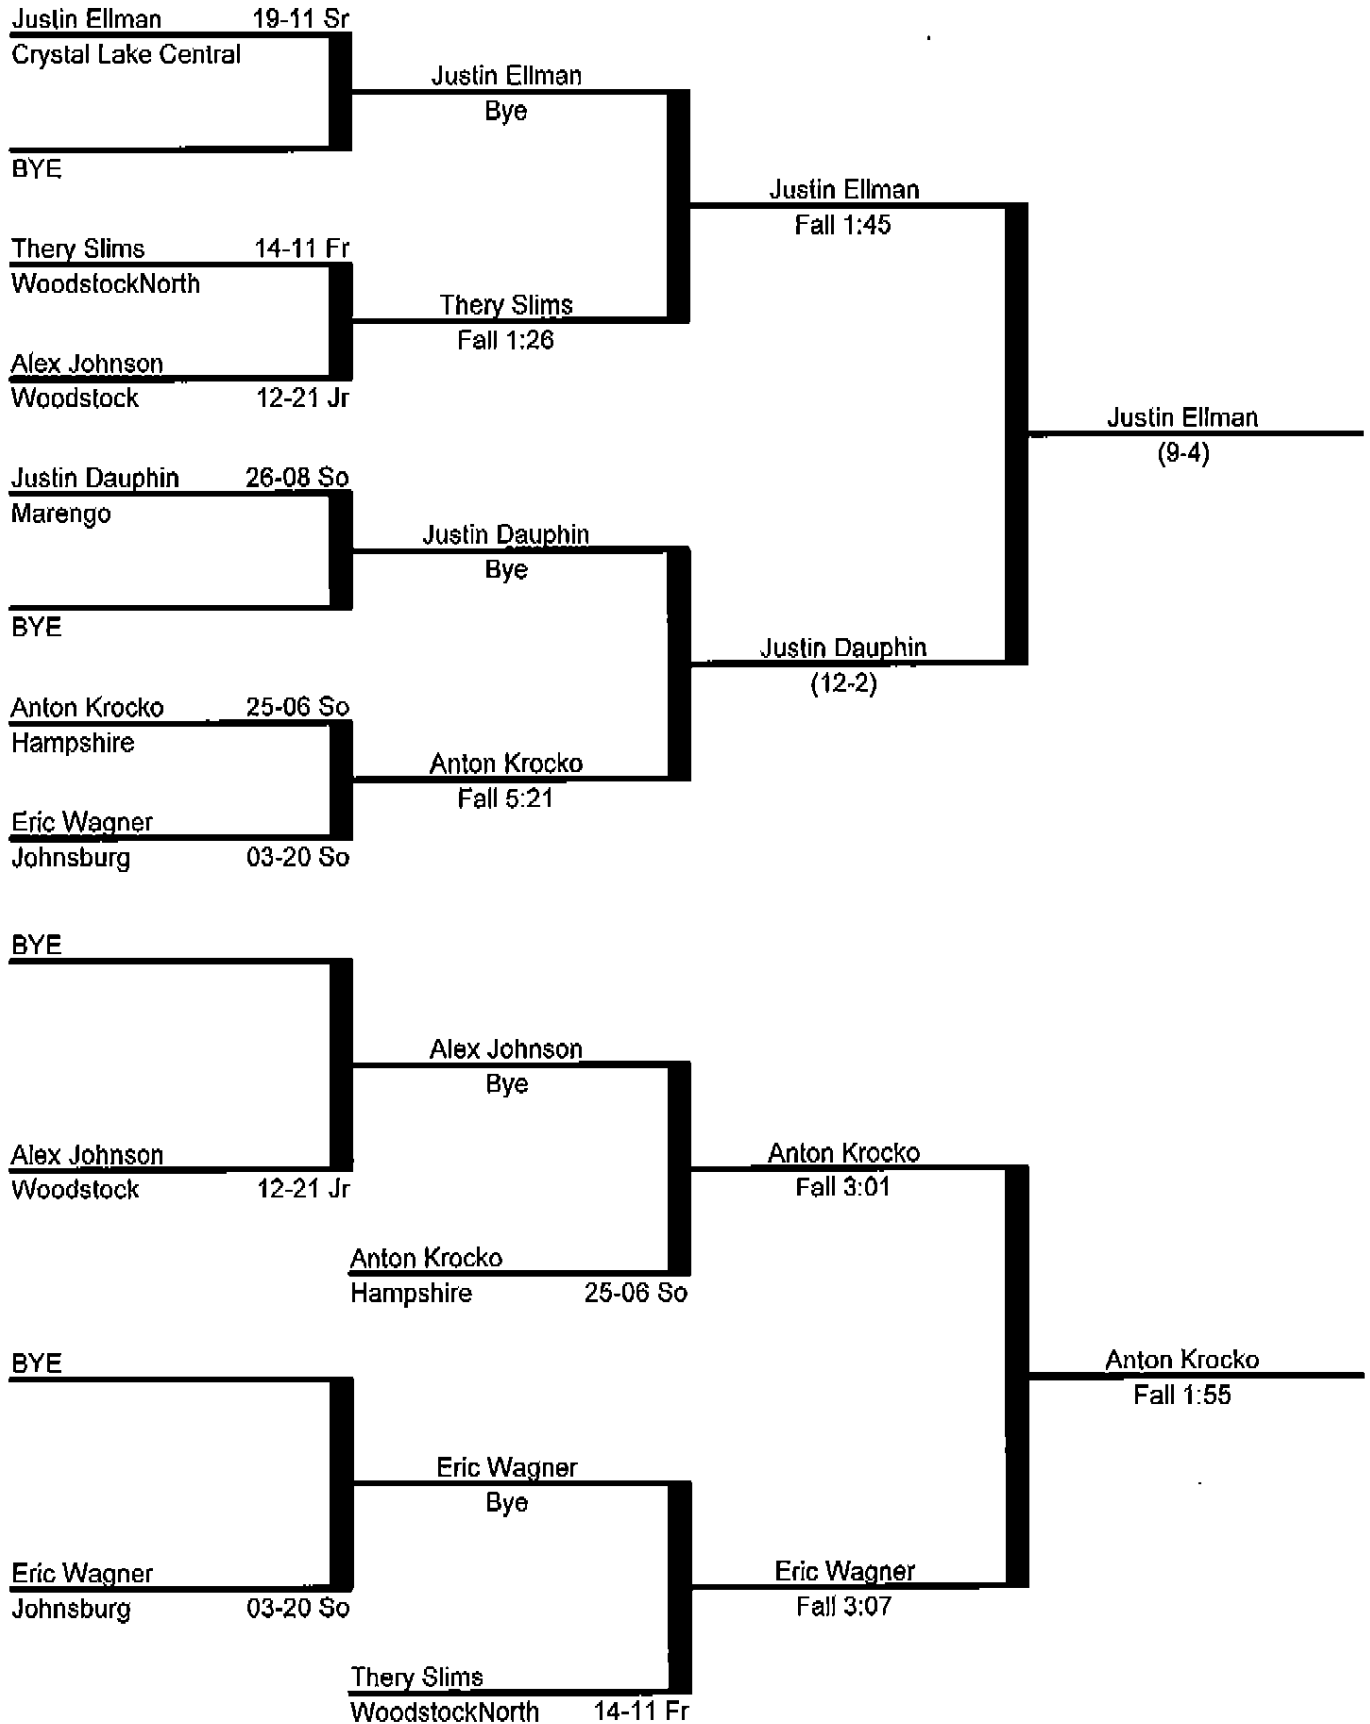 Justin Ellman 19-11 Sr
Crystal Lake Central
Justin Ellman
Bye
BYE
Justin Ellman
Fall 1:45
Thery Slims 14-11 Fr
WoodstockNorth
Thery Slims
Fall 1:26
Alex Johnson
Woodstock 12-21 Jr
Justin Ellman
(9-4)
Justin Dauphin 26-08 So
Marengo
Justin Dauphin
Bye
BYE
Justin Dauphin
(12-2)
Anton Krocko 25-06 So
Hampshire
Anton Krocko
Fall 5:21
Eric Wagner
Johnsburg 03-20 So
BYE
Alex Johnson
Bye
Alex Johnson
Woodstock 12-21 Jr
Anton Krocko
Fall 3:01
Anton Krocko
Hampshire 25-06 So
BYE
Anton Krocko
Fall 1:55
Eric Wagner
Bye
Eric Wagner
Johnsburg 03-20 So
Eric Wagner
Fall 3:07
Thery Slims
WoodstockNorth 14-11 Fr